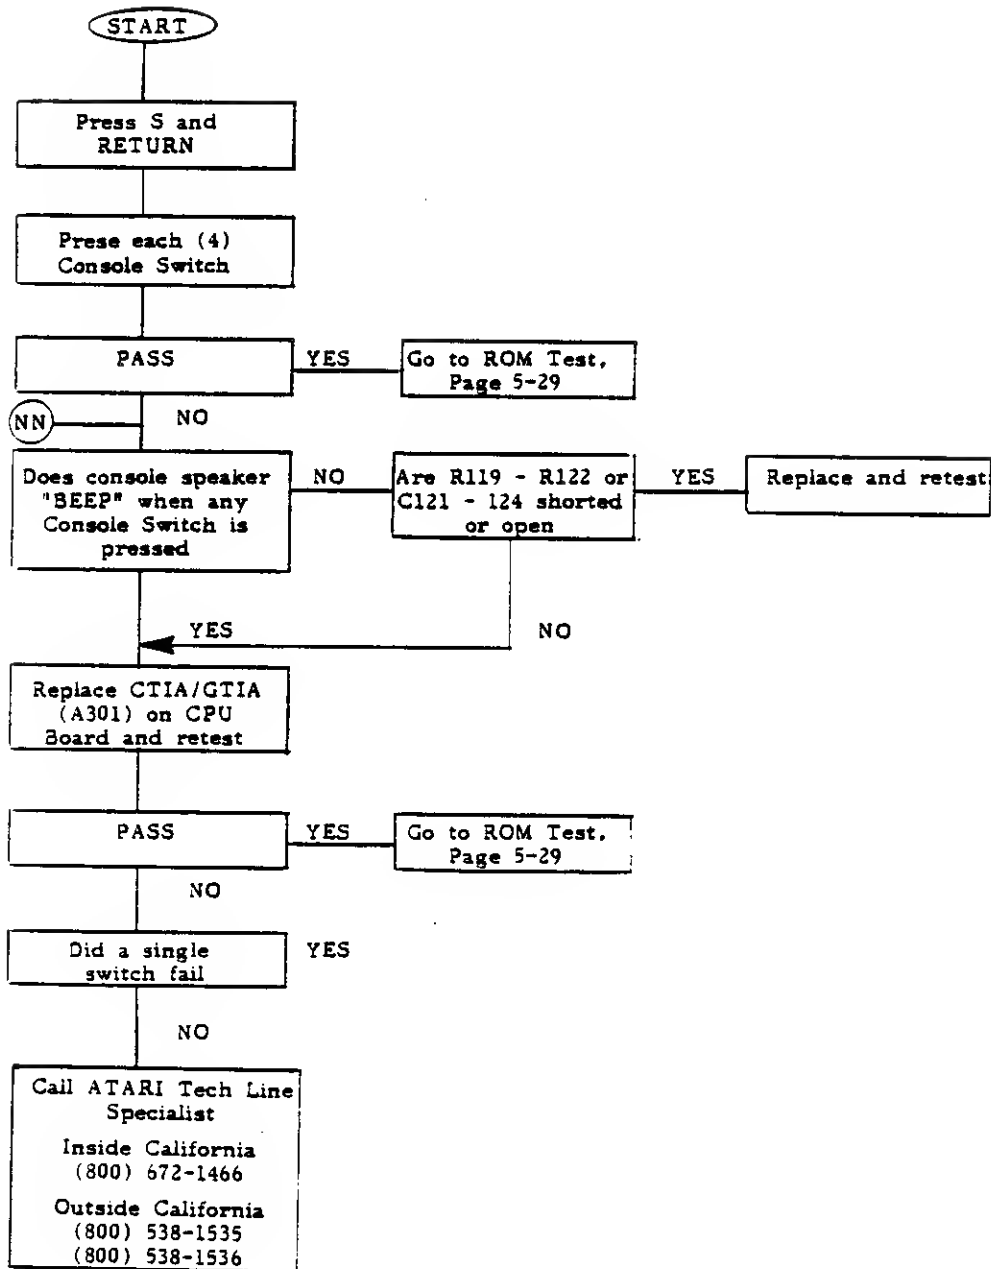 START
Press S and
RETURN
Prese each (4)
Console Switch
PASS
YES
Go to ROM Test,
Page 5-29
NN
NO
Does console speaker
"BEEP" when any
Console Switch is
pressed
NO
Are R119 - R122 or
C121 - 124 shorted
or open
YES
Replace and retest
YES
NO
Replace CTIA/GTIA
(A301) on CPU
Board and retest
PASS
YES
Go to ROM Test,
Page 5-29
NO
Did a single
switch fail
YES
NO
Call ATARI Tech Line
Specialist
Inside California
(800) 672-1466
Outside California
(800) 538-1535
(800) 538-1536